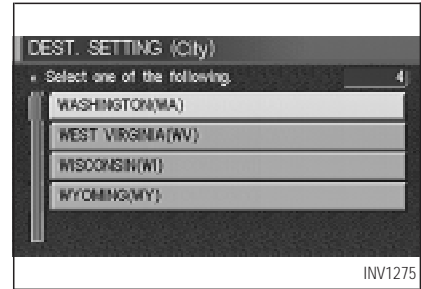 DEST. SETTING (City)
Select one of the following.
4
WASHINGTON(WA)
WEST VIRGINIA(WV)
WISCONSIN(WI)
WYOMING(WY)
INV1275